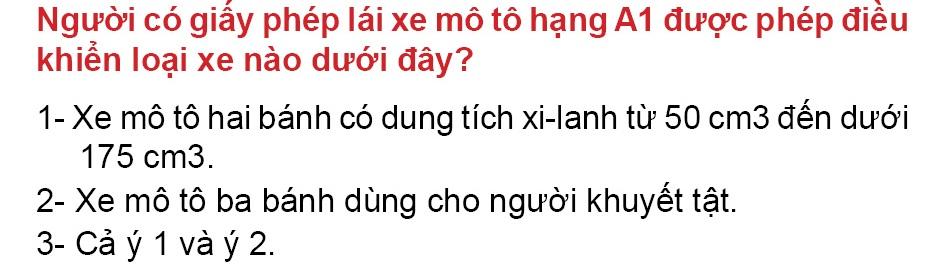 Người có giấy phép lái xe mô tô hạng A1 được phép điều
khiển loại xe nào dưới đây?
1- Xe mô tô hai bánh có dung tích xi-lanh từ 50 cm3 đến dưới
175 cm3.
2- Xe mô tô ba bánh dùng cho người khuyết tật.
3- Cả ý 1 và ý 2.